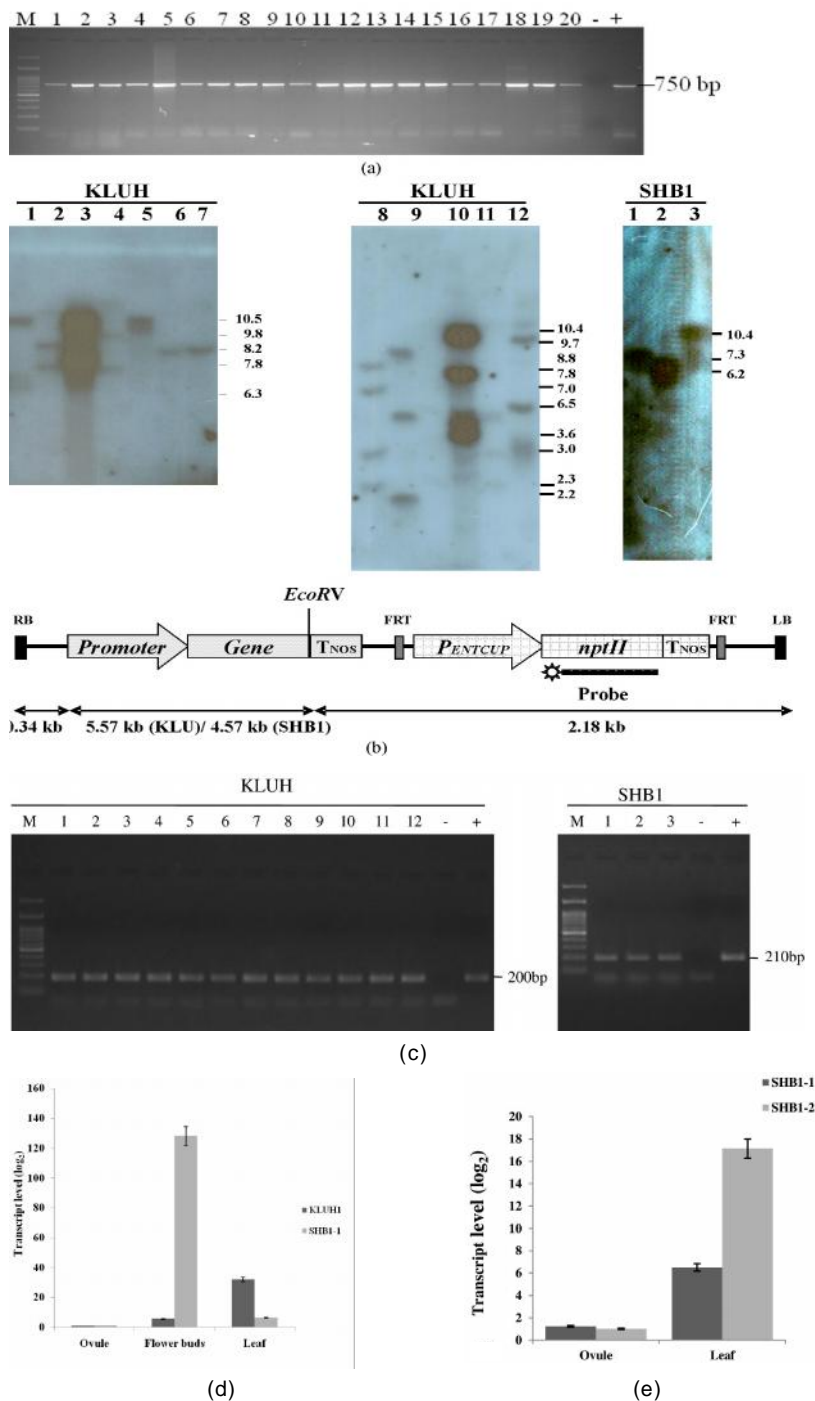 M 1 2 3 4 5 6 7 8 9 10 11 12 13 14 15 16 17 18 19 20 - +
750 bp
(a)
KLUH
1 2 3 4 5 6 7
10.5
9.8
8.2
7.8
6.3
KLUH
8 9 10 11 12
10.4
9.7
8.8
7.8
7.0
6.5
3.6
3.0
2.3
2.2
SHB1
1 2 3
10.4
7.3
6.2
EcoRV
RB FRT FRT LB
Promoter Gene TNOS PENTCUP nptII TNOS
Probe
.34 kb 5.57 kb (KLU)/ 4.57 kb (SHB1) 2.18 kb
(b)
KLUH
M 1 2 3 4 5 6 7 8 9 10 11 12 - +
200bp
SHB1
M 1 2 3 - +
210bp
(c)
Transcript level (log2)
160
140
120
100
80
60
40
20
0
Ovule Flower buds Leaf
KLUH1
SHB1-1
(d)
Transcript level (log2)
20
18
16
14
12
10
8
6
4
2
0
Ovule Leaf
SHB1-1
SHB1-2
(e)